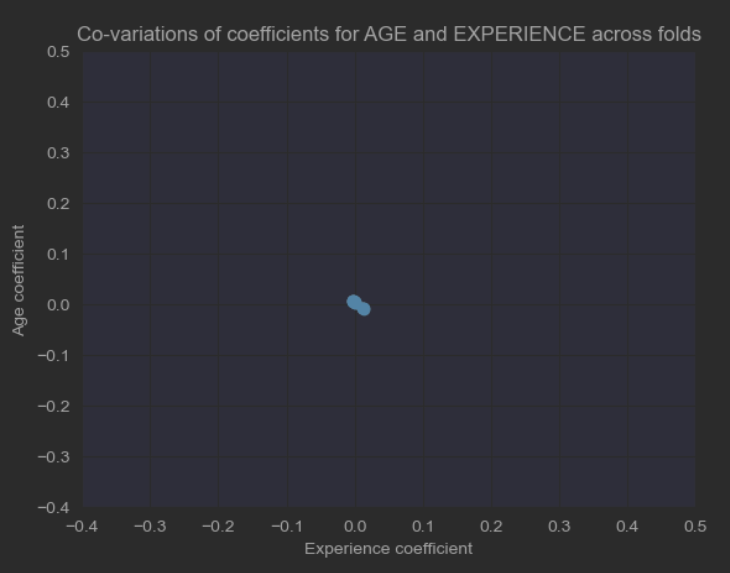 Co-variations of coefficients for AGE and EXPERIENCE across folds
0.5
0.4
0.3
0.2
0.1
0.0
−0.1
−0.2
−0.3
−0.4
Age coefficient
−0.4 −0.3 −0.2 −0.1 0.0 0.1 0.2 0.3 0.4 0.5
Experience coefficient